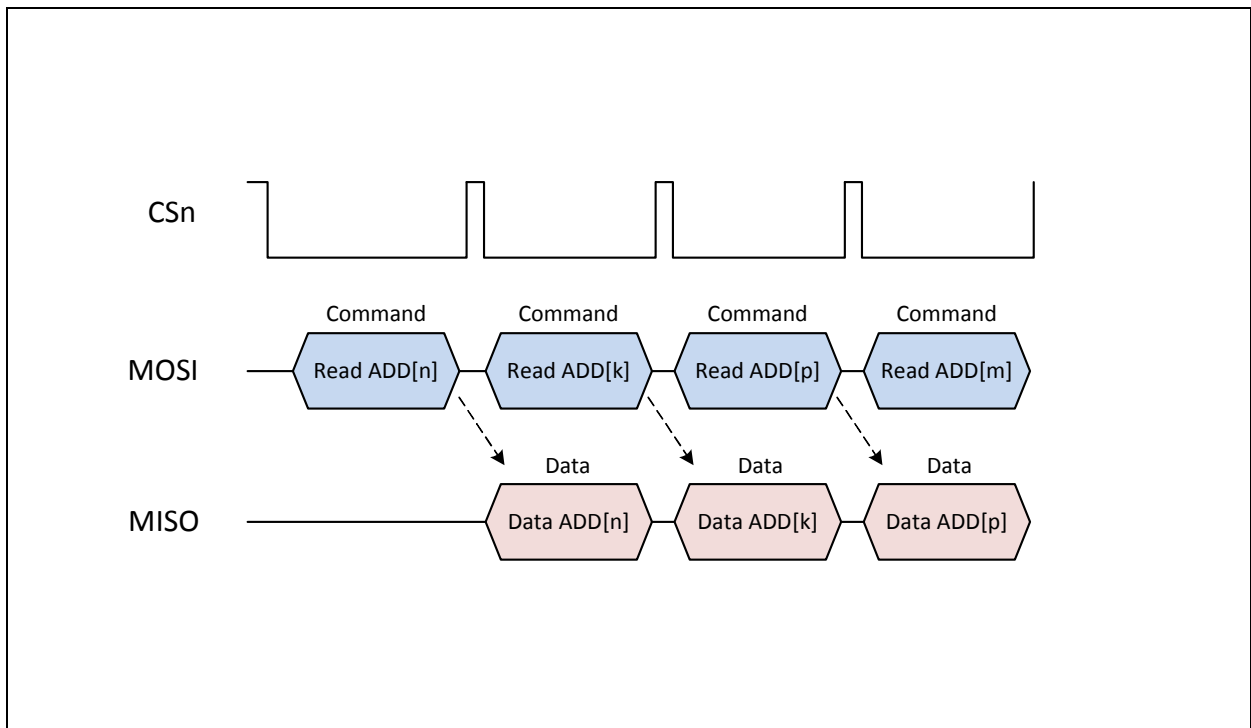 CSn
Command Command Command Command
MOSI Read ADD[n] Read ADD[k] Read ADD[p] Read ADD[m]
Data Data Data
MISO Data ADD[n] Data ADD[k] Data ADD[p]